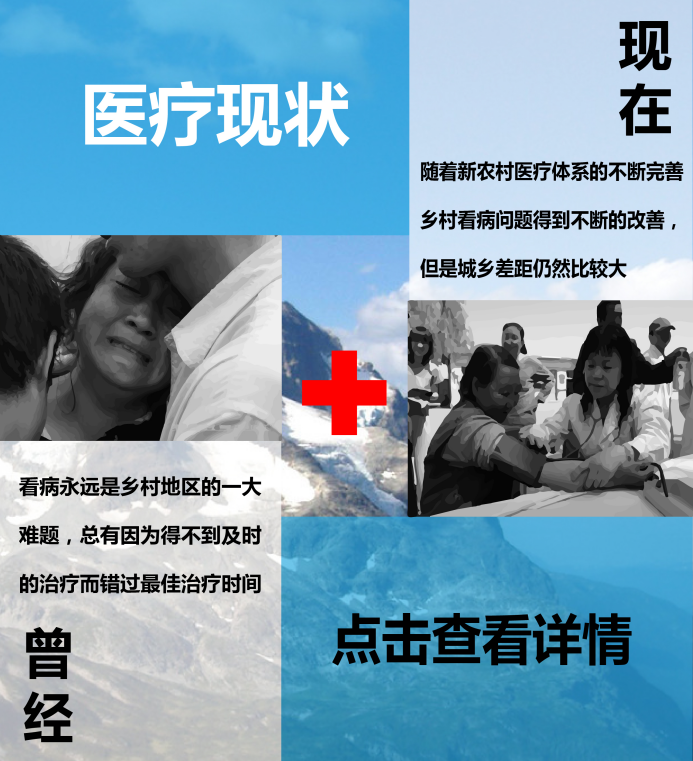 医疗现状
现在
随着新农村医疗体系的不断完善
乡村看病问题得到不断的改善，
但是城乡差距仍然比较大
看病永远是乡村地区的一大
难题，总有因为得不到及时
的治疗而错过最佳治疗时间
曾经
点击查看详情